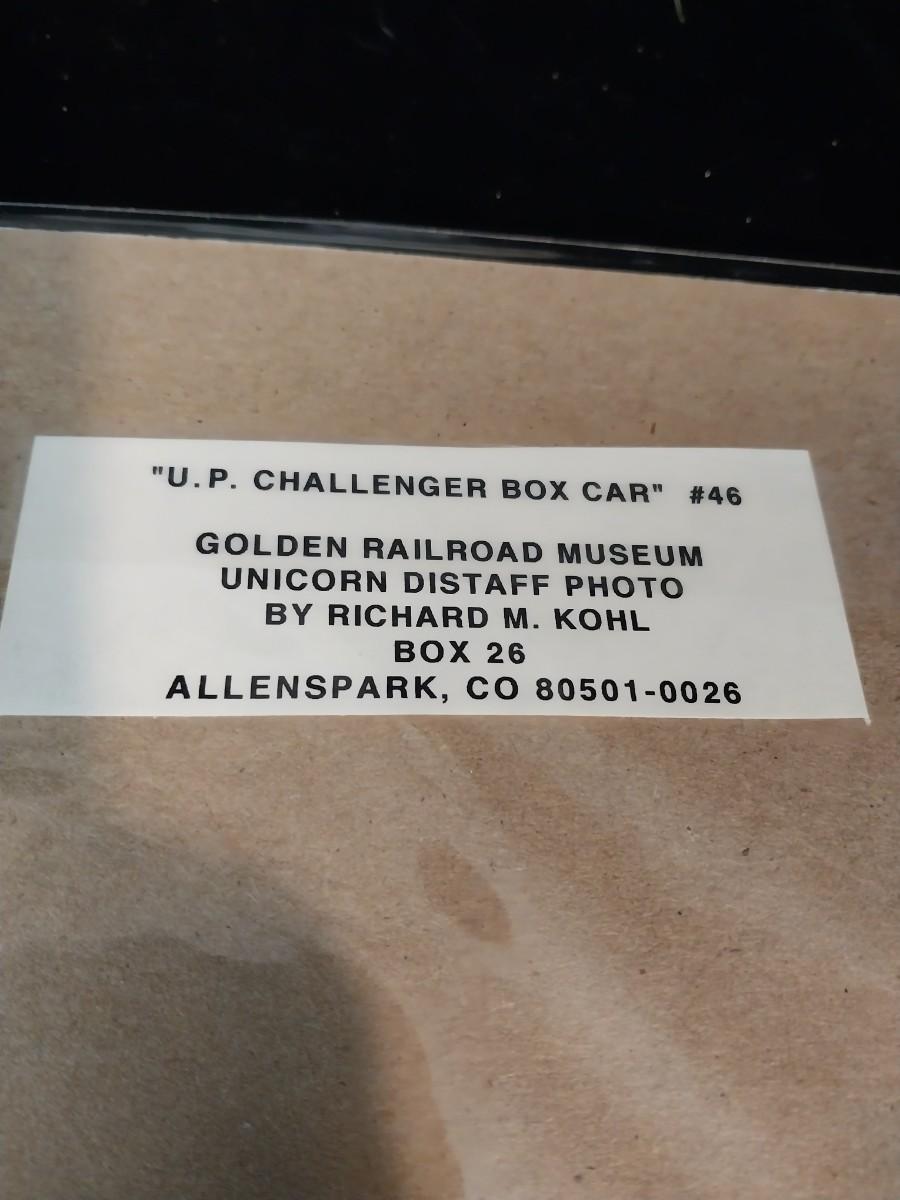 "U.P. CHALLENGER BOX CAR" #46
GOLDEN RAILROAD MUSEUM
UNICORN DISTAFF PHOTO
BY RICHARD M. KOHL
BOX 26
ALLENSPARK, CO 80501-0026